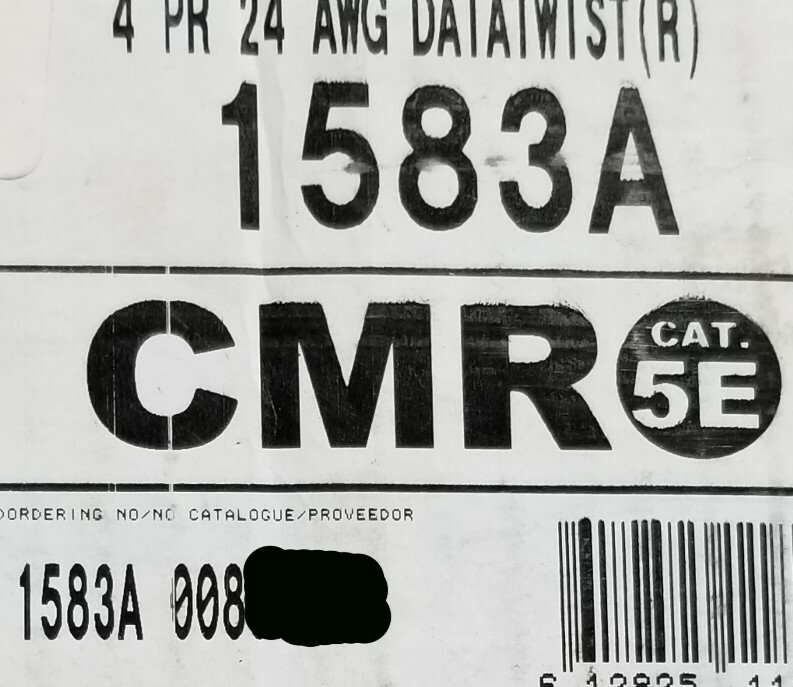 4 PR 24 AWG DATATWIST(R)
1583A
CMR
CAT.
5E
ORDERING NO/NO CATALOGUE/PROVEEDOR
1583A 008